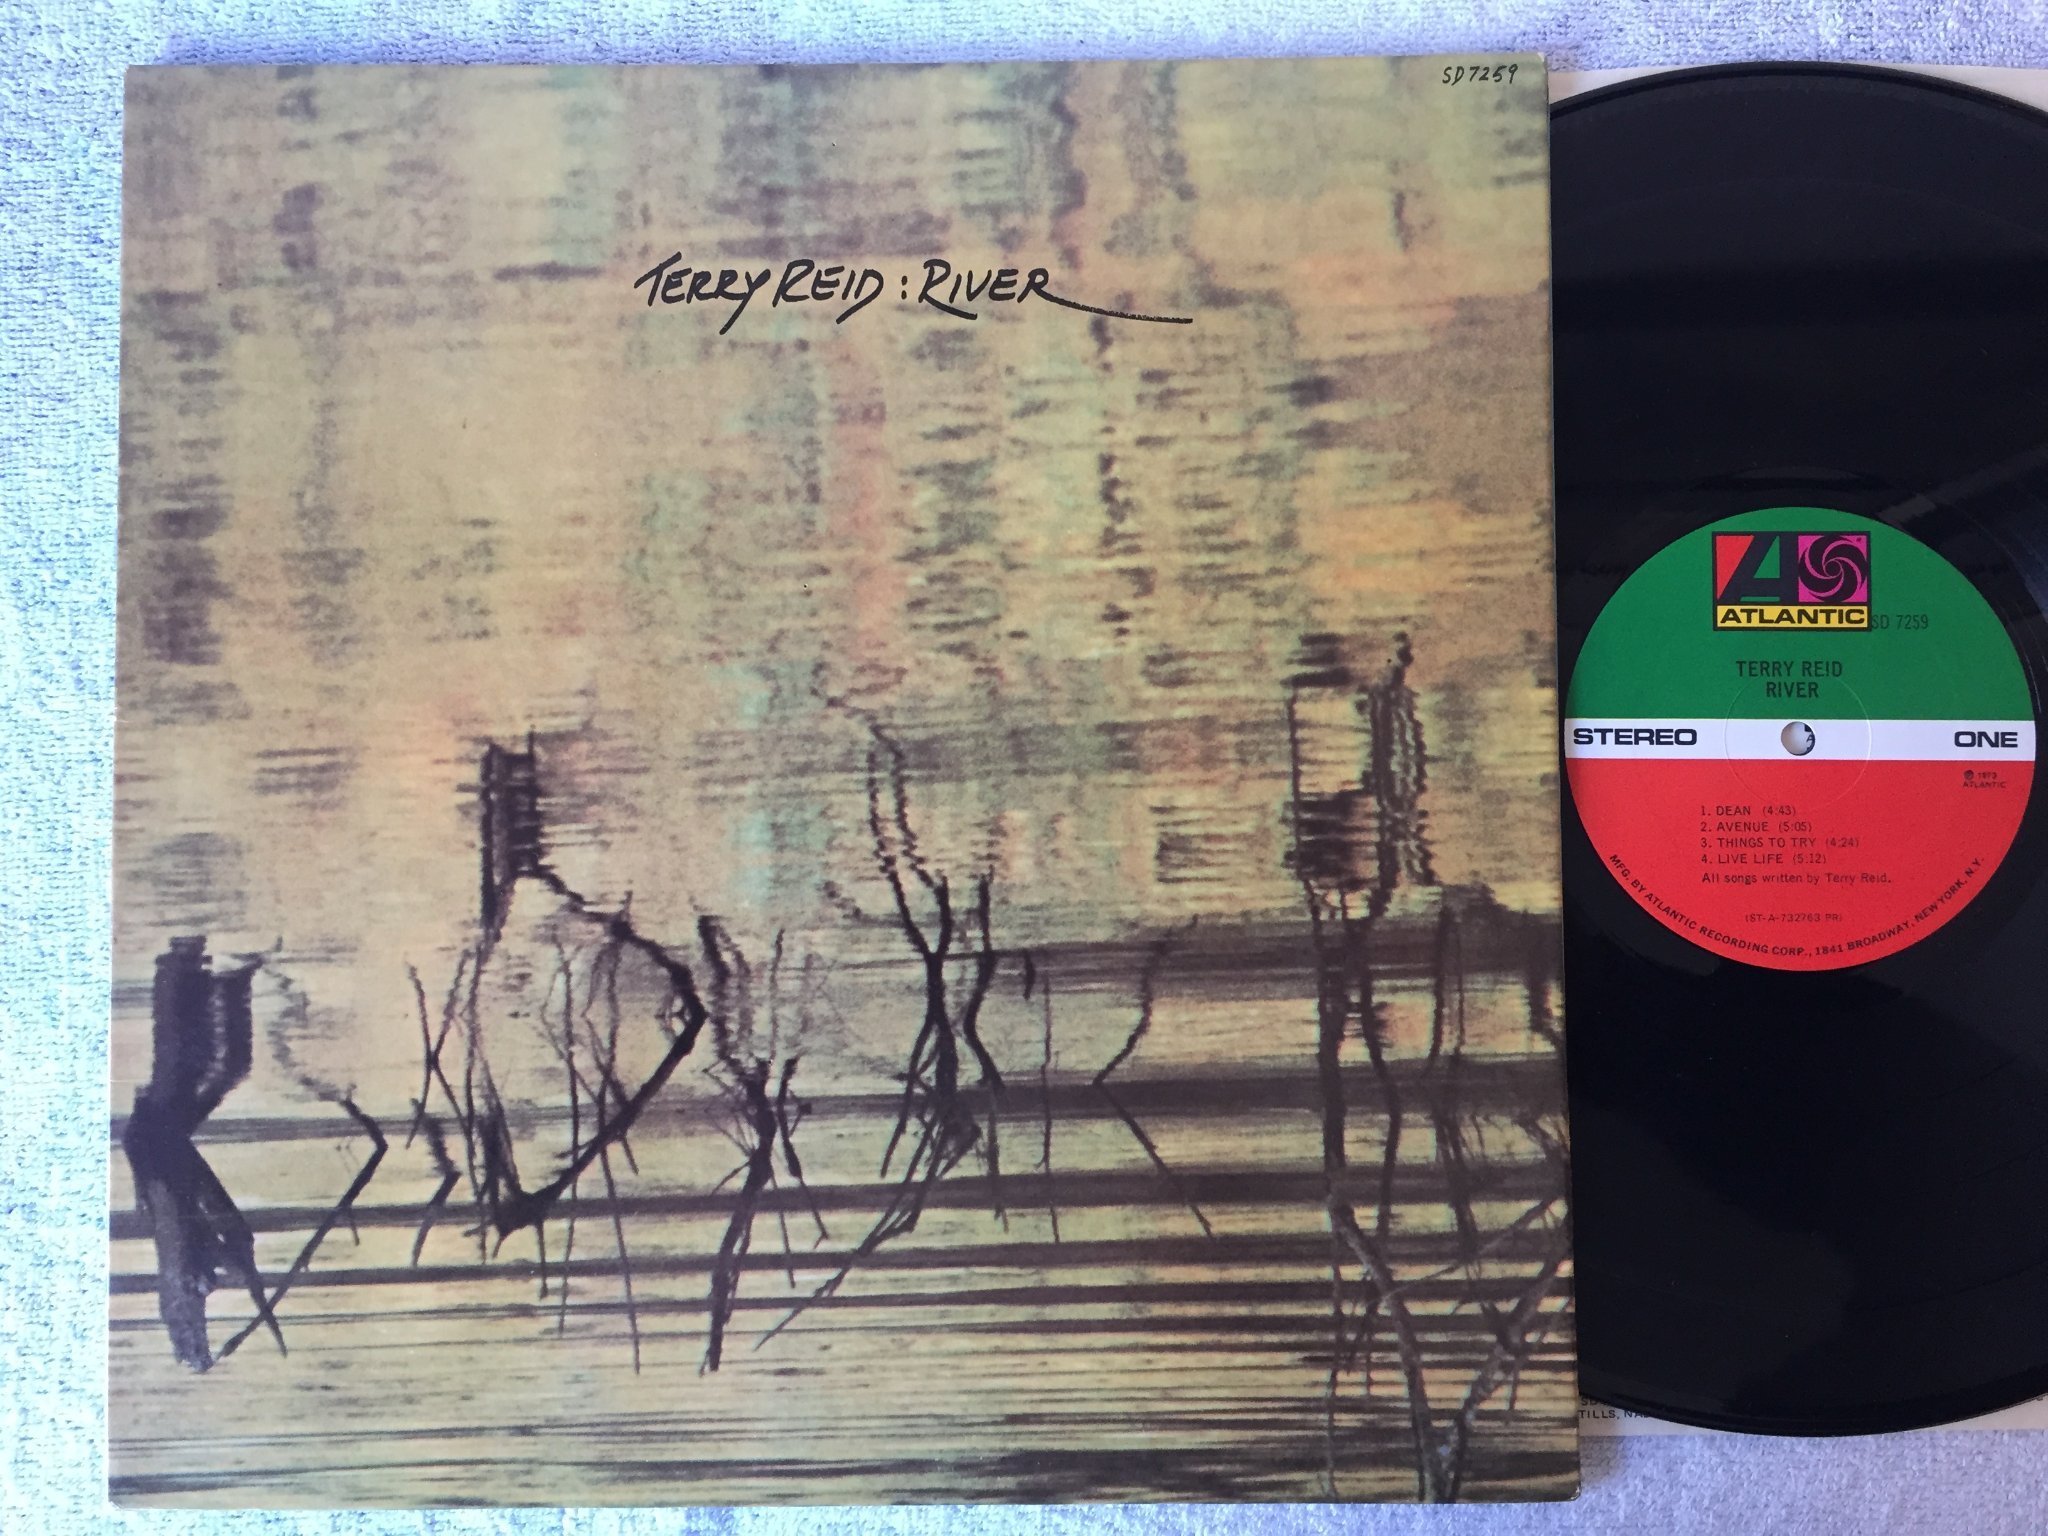 SD7259
TERRY REID : RIVER
ATLANTIC
SD 7259
TERRY REID
RIVER
STEREO
ONE
℗ 1973
ATLANTIC
1. DEAN (4:43)
2. AVENUE (5:05)
3. THINGS TO TRY (4:24)
4. LIVE LIFE (5:12)
All songs written by Terry Reid.
(ST-A-732763 PR)
MFG. BY ATLANTIC RECORDING CORP., 1841 BROADWAY, NEW YORK, N.Y.